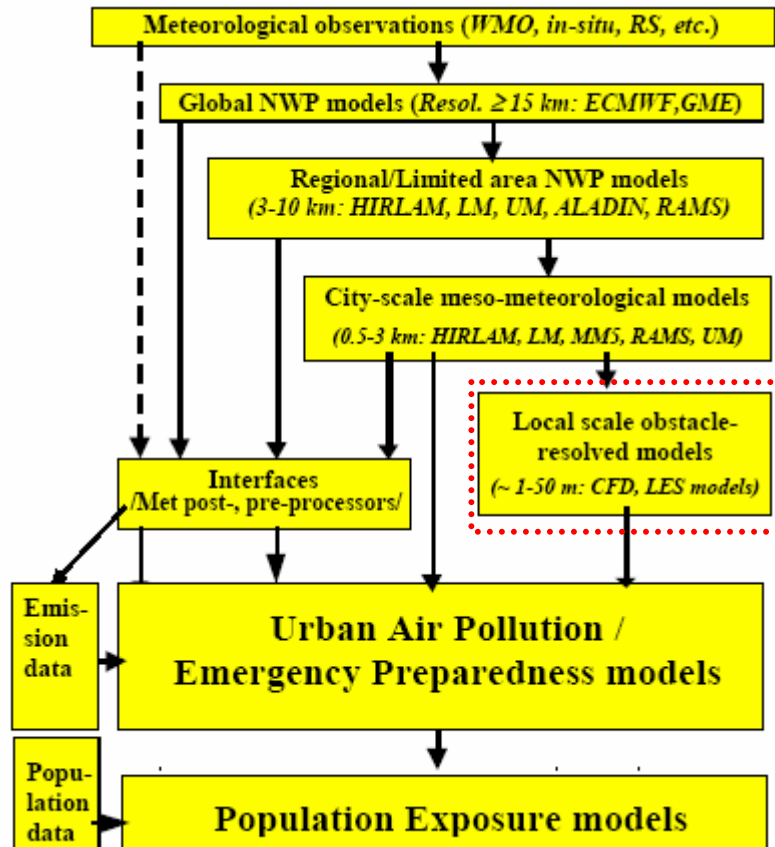 Meteorological observations (WMO, in-situ, RS, etc.)
Global NWP models (Resol. ≥ 15 km: ECMWF,GME)
Regional/Limited area NWP models
(3-10 km: HIRLAM, LM, UM, ALADIN, RAMS)
City-scale meso-meteorological models
(0.5-3 km: HIRLAM, LM, MM5, RAMS, UM)
Local scale obstacle-
resolved models
(~ 1-50 m: CFD, LES models)
Interfaces
/Met post-, pre-processors/
Emis-
sion
data
Urban Air Pollution /
Emergency Preparedness models
Popu-
lation
data
Population Exposure models